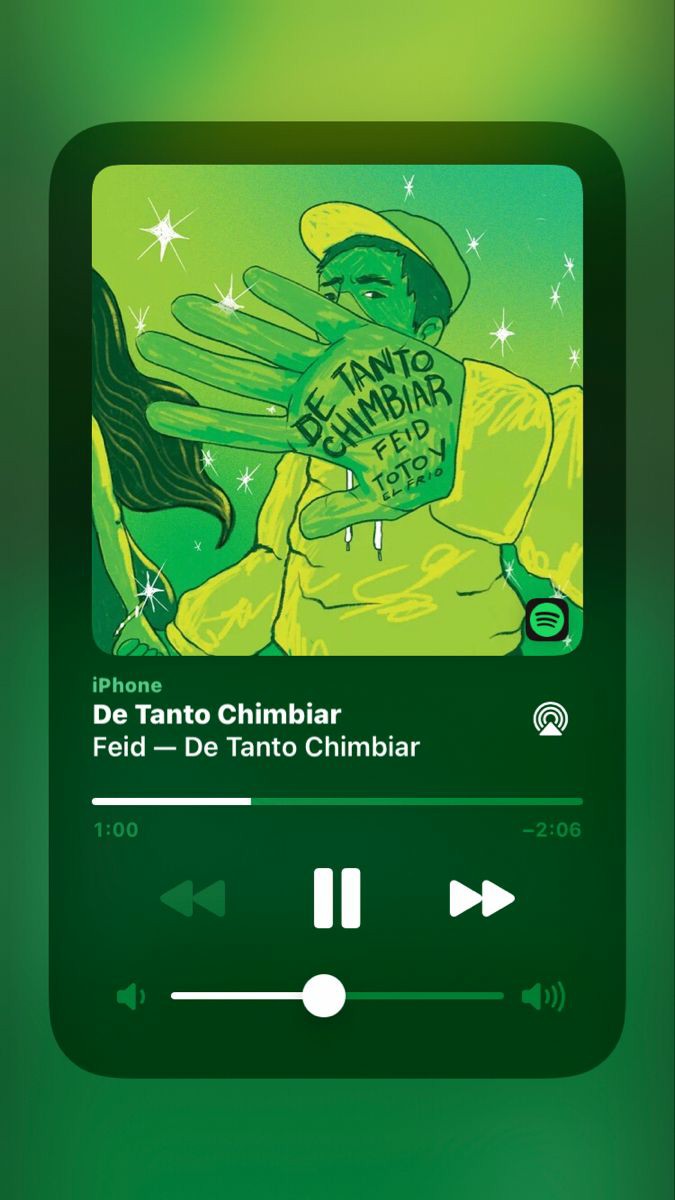 DE TANTO
CHIMBIAR
FEID
TOTOY
EL FRIO
iPhone
De Tanto Chimbiar
Feid — De Tanto Chimbiar
1:00
−2:06